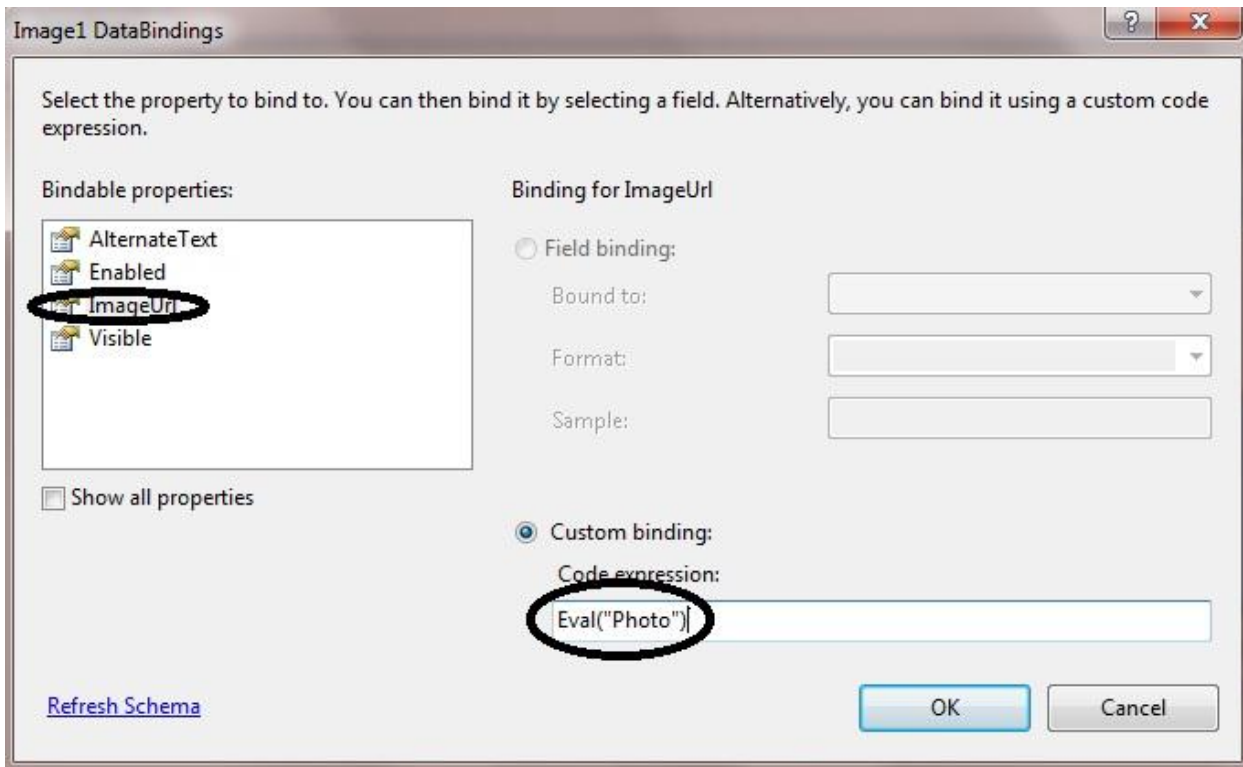 Image1 DataBindings
Select the property to bind to. You can then bind it by selecting a field. Alternatively, you can bind it using a custom code
expression.
Bindable properties:
AlternateText
Enabled
ImageUrl
Visible
Show all properties
Binding for ImageUrl
Field binding:
Bound to:
Format:
Sample:
Custom binding:
Code expression:
Eval("Photo")
Refresh Schema
OK
Cancel